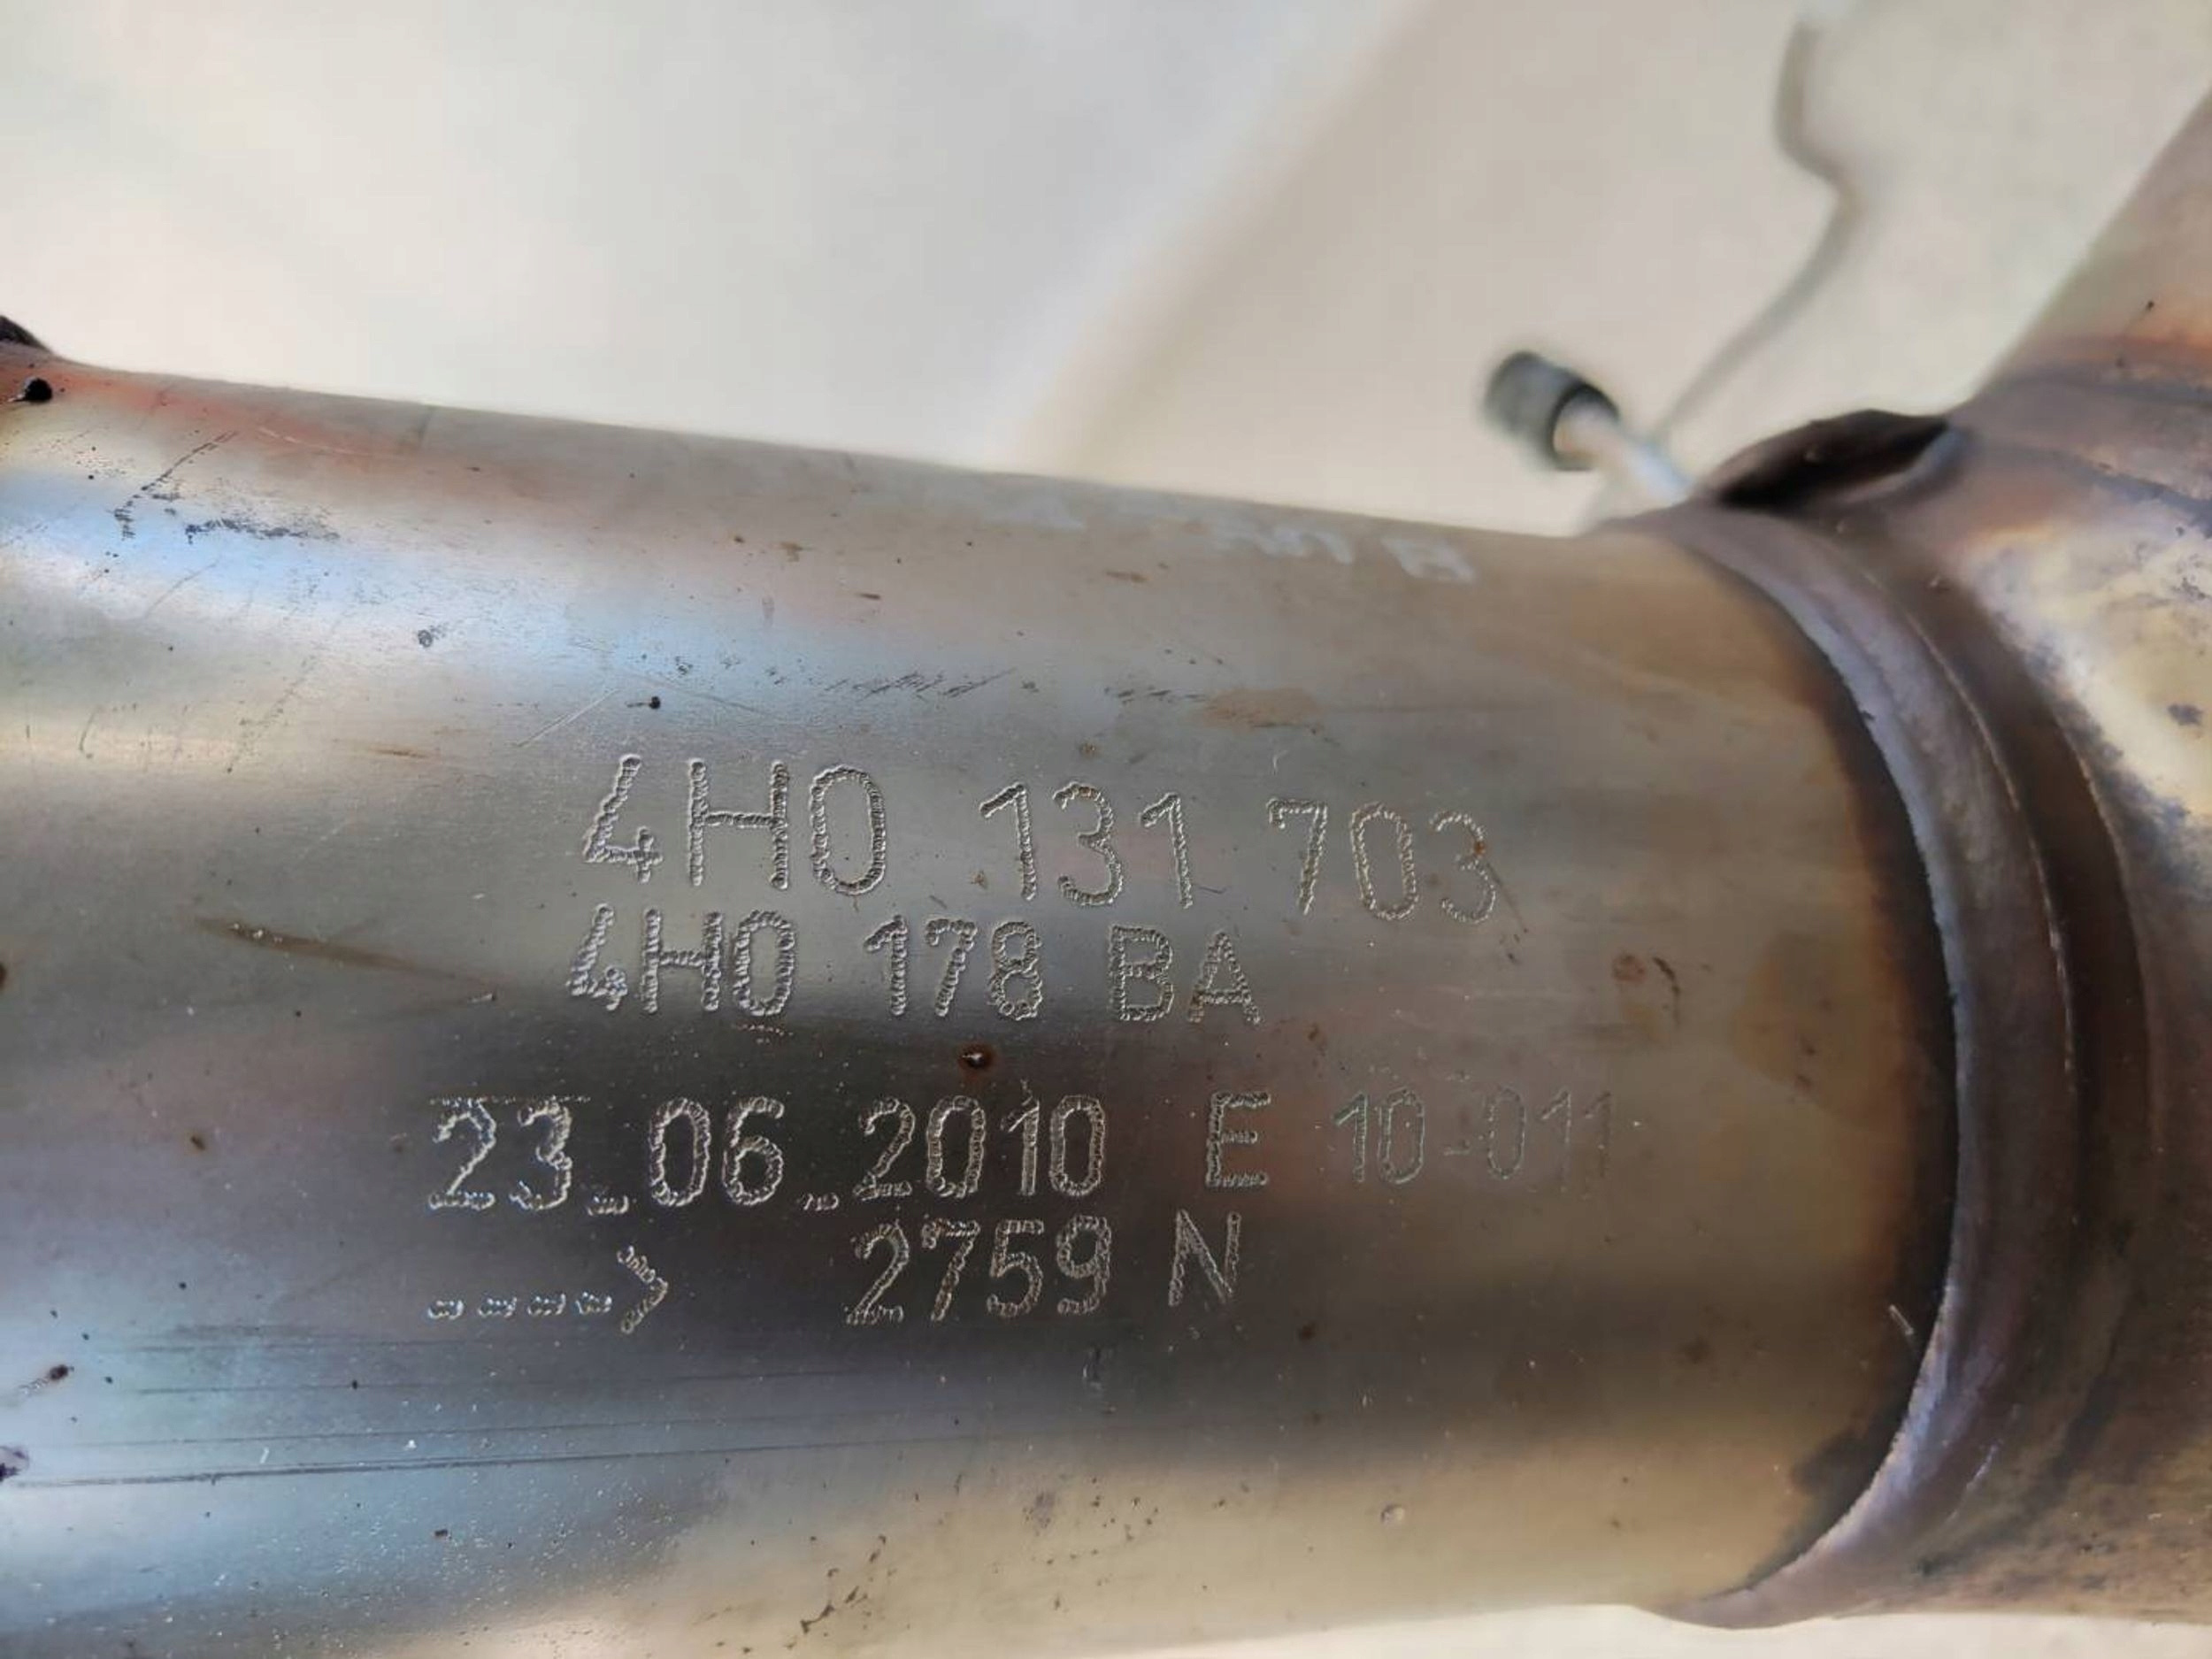 4H0 131 703
4H0 178 BA
23.06.2010 E 10-011
----> 2759 N